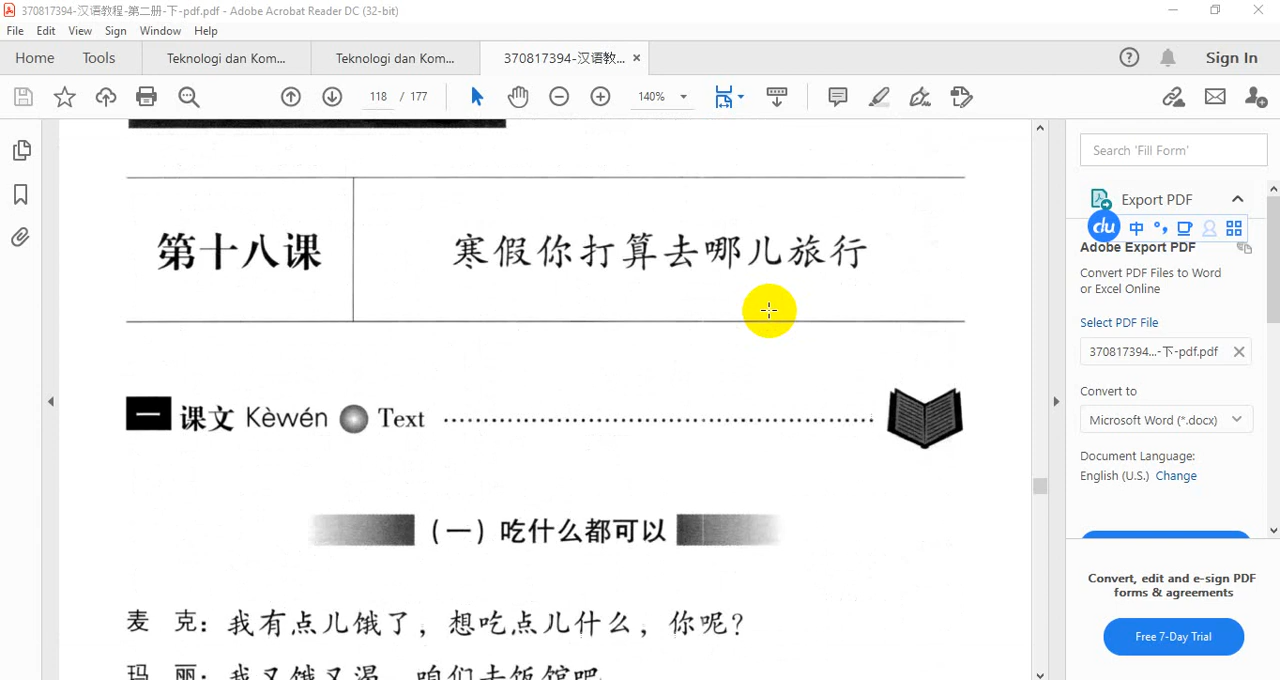 370817394-汉语教程-第二册-下-pdf.pdf - Adobe Acrobat Reader DC (32-bit)
File Edit View Sign Window Help
Home Tools Teknologi dan Kom... Teknologi dan Kom... 370817394-汉语教... × Sign In
118 / 177 140%
Search 'Fill Form'
Export PDF
du 中
Adobe Export PDF
Convert PDF Files to Word
or Excel Online
Select PDF File
370817394...-下-pdf.pdf
Convert to
Microsoft Word (*.docx)
Document Language:
English (U.S.) Change
Convert, edit and e-sign PDF
forms & agreements
Free 7-Day Trial
第十八课 寒假你打算去哪儿旅行
一 课文 Kèwén Text
（一）吃什么都可以
麦 克：我有点儿饿了，想吃点儿什么，你呢？
玛 丽：我又饿又渴，咱们去饭馆吧